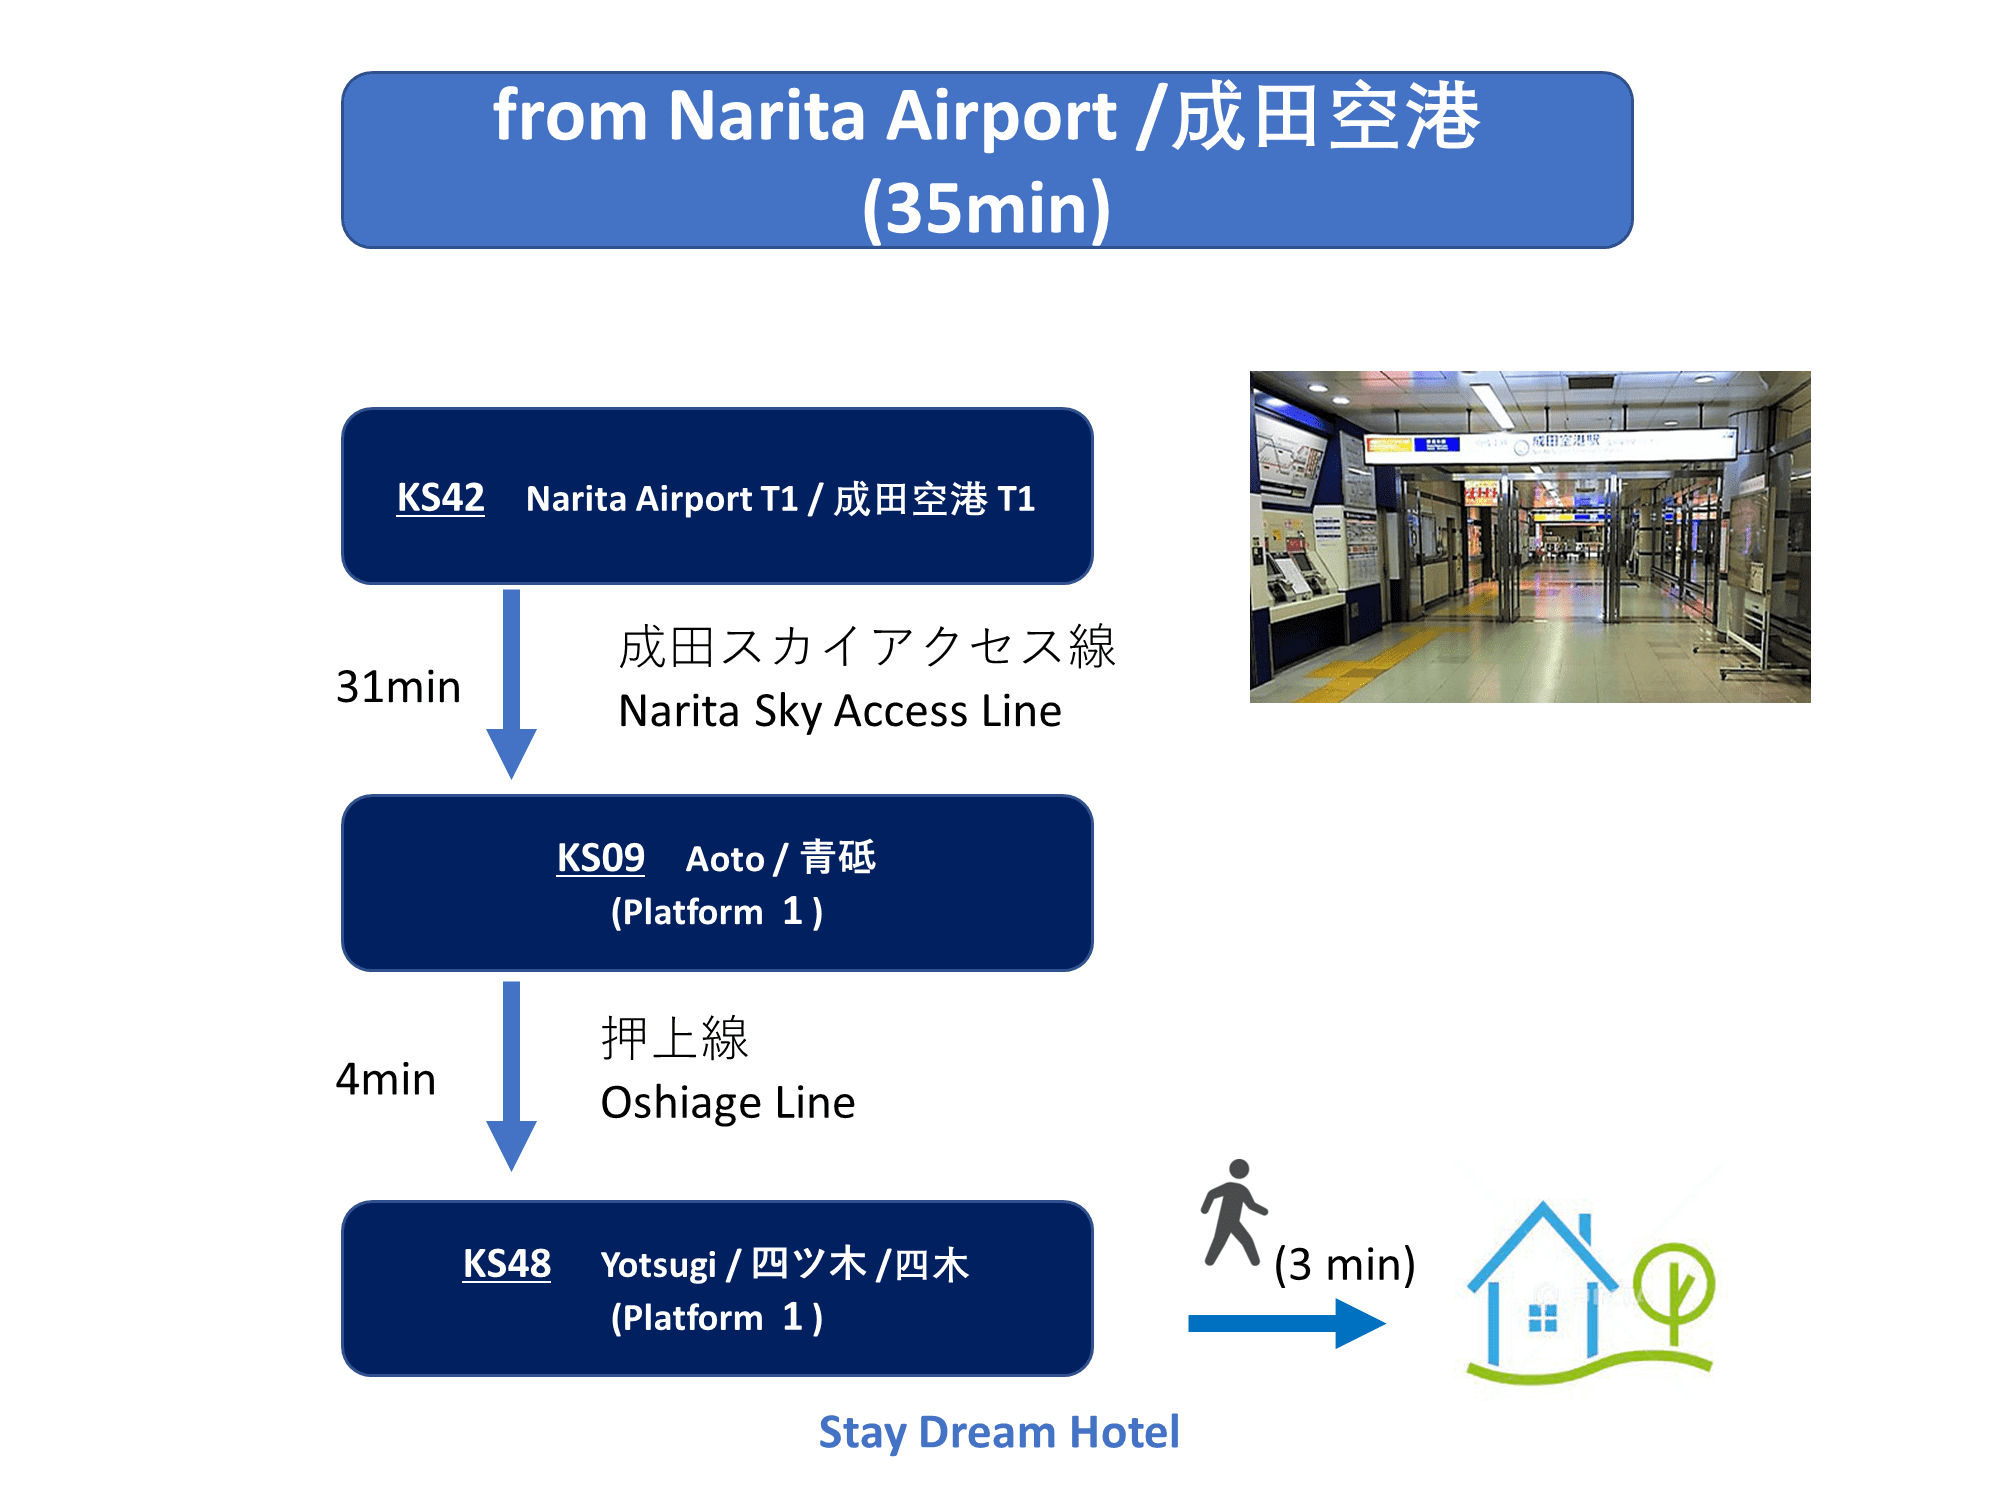 from Narita Airport /成田空港
(35min)
KS42 Narita Airport T1 / 成田空港 T1
成田空港駅
31min
成田スカイアクセス線
Narita Sky Access Line
KS09 Aoto / 青砥
(Platform １)
4min
押上線
Oshiage Line
KS48 Yotsugi / 四ツ木 /四木
(Platform １)
(3 min)
Stay Dream Hotel